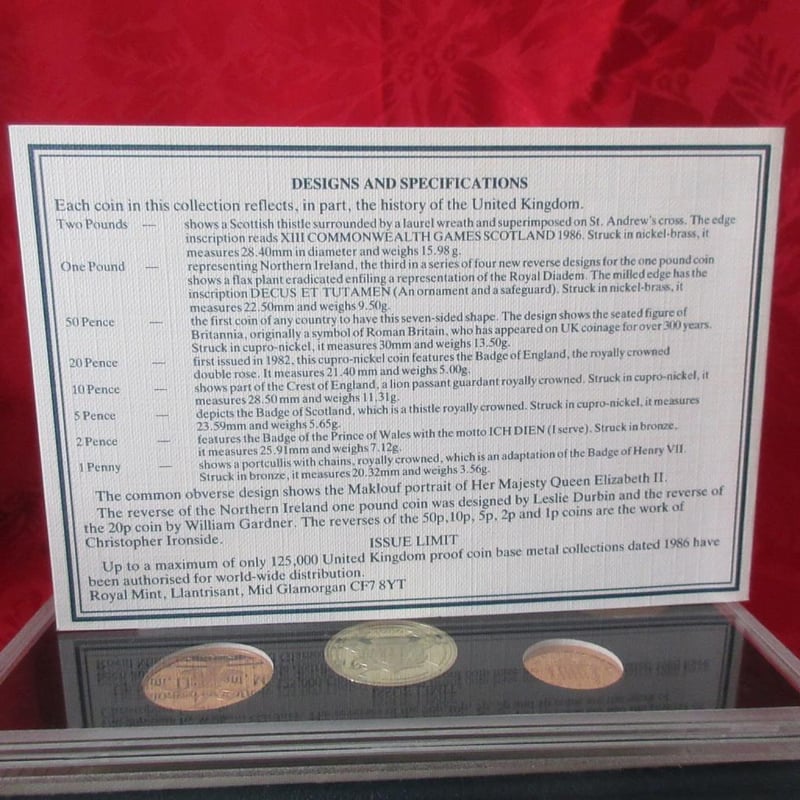 DESIGNS AND SPECIFICATIONS
Each coin in this collection reflects, in part, the history of the United Kingdom.
Two Pounds — shows a Scottish thistle surrounded by a laurel wreath and superimposed on St. Andrew's cross. The edge
inscription reads XIII COMMONWEALTH GAMES SCOTLAND 1986. Struck in nickel-brass, it
measures 28.40mm in diameter and weighs 15.98 g.
One Pound — representing Northern Ireland, the third in a series of four new reverse designs for the one pound coin
shows a flax plant eradicated enfiling a representation of the Royal Diadem. The milled edge has the
inscription DECUS ET TUTAMEN (An ornament and a safeguard). Struck in nickel-brass, it
measures 22.50mm and weighs 9.50g.
50 Pence — the first coin of any country to have this seven-sided shape. The design shows the seated figure of
Britannia, originally a symbol of Roman Britain, who has appeared on UK coinage for over 300 years.
Struck in cupro-nickel, it measures 30mm and weighs 13.50g.
20 Pence — first issued in 1982, this cupro-nickel coin features the Badge of England, the royally crowned
double rose. It measures 21.40 mm and weighs 5.00g.
10 Pence — shows part of the Crest of England, a lion passant guardant royally crowned. Struck in cupro-nickel, it
measures 28.50 mm and weighs 11.31g.
5 Pence — depicts the Badge of Scotland, which is a thistle royally crowned. Struck in cupro-nickel, it measures
23.59mm and weighs 5.65g.
2 Pence — features the Badge of the Prince of Wales with the motto ICH DIEN (I serve). Struck in bronze,
it measures 25.91mm and weighs 7.12g.
1 Penny — shows a portcullis with chains, royally crowned, which is an adaptation of the Badge of Henry VII.
Struck in bronze, it measures 20.32mm and weighs 3.56g.
The common obverse design shows the Maklouf portrait of Her Majesty Queen Elizabeth II.
The reverse of the Northern Ireland one pound coin was designed by Leslie Durbin and the reverse of
the 20p coin by William Gardner. The reverses of the 50p,10p, 5p, 2p and 1p coins are the work of
Christopher Ironside.
ISSUE LIMIT
Up to a maximum of only 125,000 United Kingdom proof coin base metal collections dated 1986 have
been authorised for world-wide distribution.
Royal Mint, Llantrisant, Mid Glamorgan CF7 8YT